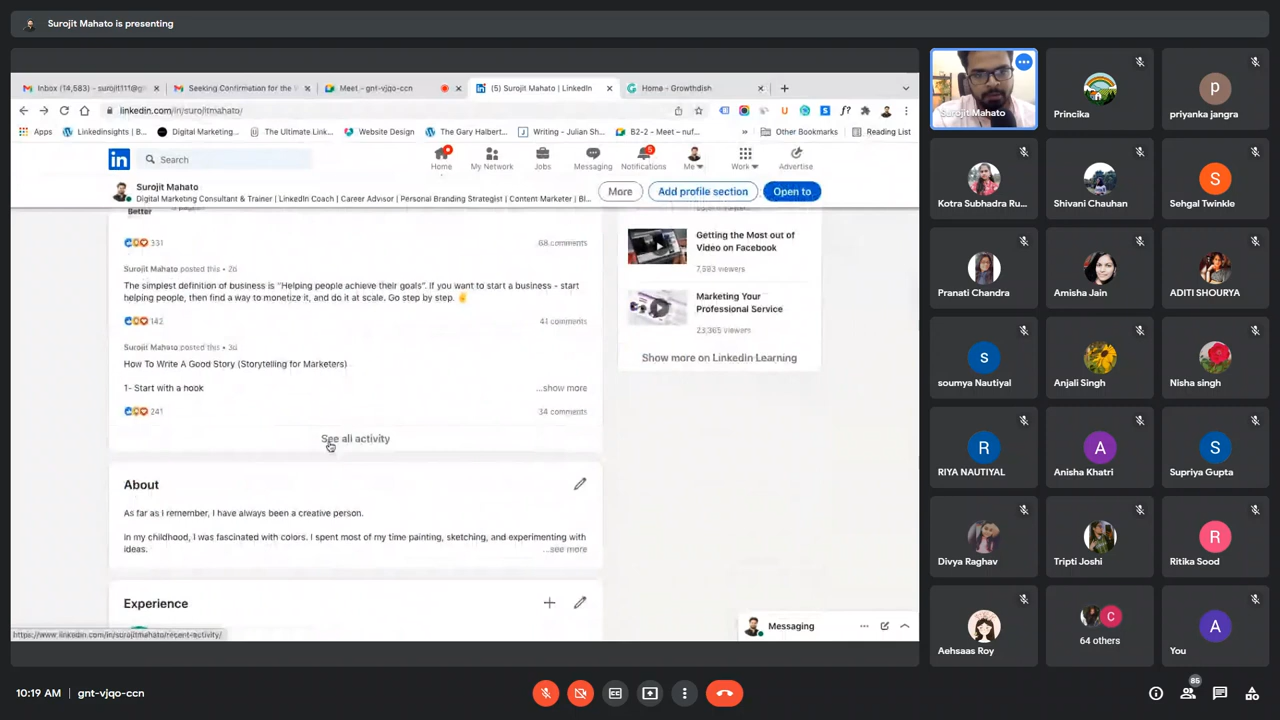 Surojit Mahato is presenting
Inbox (14,583) - surojit111@g
Seeking Confirmation for the
Meet - gnt-vjqo-ccn
(5) Surojit Mahato | LinkedIn
Home - Growthdish
linkedin.com/in/surojitmahato/
Apps
Linkedinsights | B...
Digital Marketing...
The Ultimate Link...
Website Design
The Gary Halbert...
Writing - Julian Sh...
B2-2 - Meet – nuf...
Other Bookmarks
Reading List
Search
Home
My Network
Jobs
Messaging
5
Notifications
Me
Work
Advertise
Surojit Mahato
Digital Marketing Consultant & Trainer | LinkedIn Coach | Career Advisor | Personal Branding Strategist | Content Marketer | Bl...
More
Add profile section
Open to
Better
331
68 comments
Surojit Mahato posted this • 2d
The simplest definition of business is "Helping people achieve their goals". If you want to start a business - start
helping people, then find a way to monetize it, and do it at scale. Go step by step. ✌
142
41 comments
Surojit Mahato posted this • 3d
How To Write A Good Story (Storytelling for Marketers)
1- Start with a hook
...show more
241
34 comments
See all activity
About
As far as I remember, I have always been a creative person.
In my childhood, I was fascinated with colors. I spent most of my time painting, sketching, and experimenting with
ideas.
...see more
Experience
https://www.linkedin.com/in/surojitmahato/recent-activity/
Getting the Most out of
Video on Facebook
7,593 viewers
Marketing Your
Professional Service
23,365 viewers
Show more on LinkedIn Learning
Messaging
Surojit Mahato
Princika
p
priyanka jangra
Kotra Subhadra Ru...
Shivani Chauhan
S
Sehgal Twinkle
Pranati Chandra
Amisha Jain
ADITI SHOURYA
s
soumya Nautiyal
Anjali Singh
Nisha singh
R
RIYA NAUTIYAL
A
Anisha Khatri
S
Supriya Gupta
Divya Raghav
Tripti Joshi
R
Ritika Sood
Aehsaas Roy
C
64 others
A
You
10:19 AM | gnt-vjqo-ccn
85